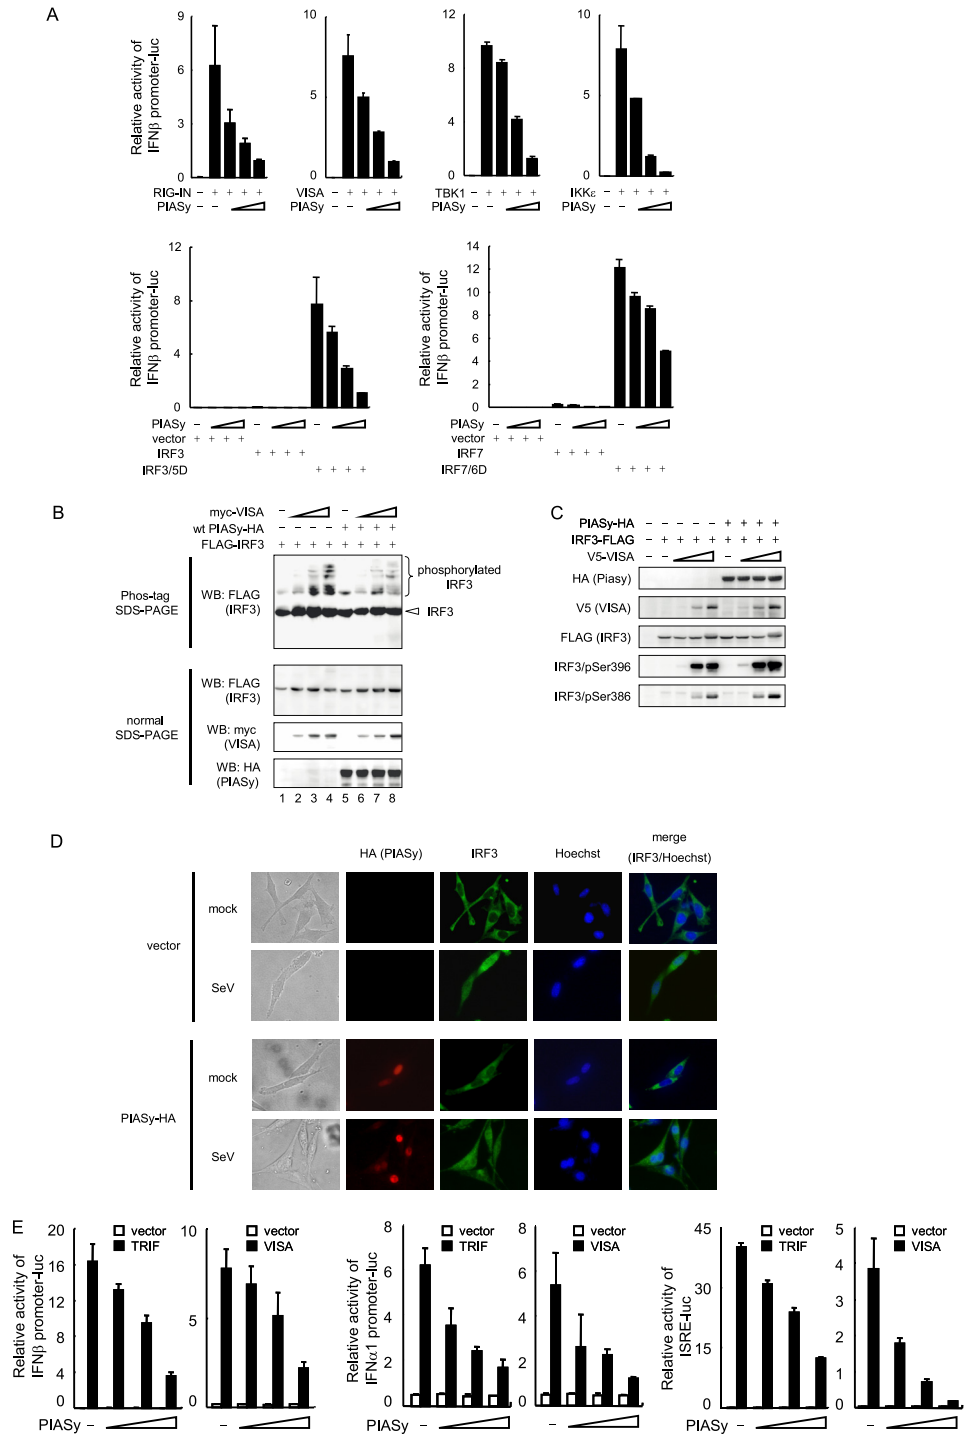 A
Relative activity of
IFNβ promoter-luc
9
6
3
0
RIG-IN - + + + +
PIASy - -
10
5
0
VISA - + + + +
PIASy - -
10
5
0
TBK1 - + + + +
PIASy - -
10
5
0
IKKε - + + + +
PIASy - -
Relative activity of
IFNβ promoter-luc
12
8
4
0
PIASy - - -
vector + + + +
IRF3 + + + +
IRF3/5D + + + +
Relative activity of
IFNβ promoter-luc
14
12
10
8
6
4
2
0
PIASy - - -
vector + + + +
IRF7 + + + +
IRF7/6D + + + +
B
myc-VISA - -
wt PIASy-HA - - - - + + + +
FLAG-IRF3 + + + + + + + +
Phos-tag
SDS-PAGE
WB: FLAG
(IRF3)
phosphorylated
IRF3
IRF3
normal
SDS-PAGE
WB: FLAG
(IRF3)
WB: myc
(VISA)
WB: HA
(PIASy)
1 2 3 4 5 6 7 8
C
PIASy-HA - - - - - + + + +
IRF3-FLAG - + + + + + + + +
V5-VISA - - -
HA (Piasy)
V5 (VISA)
FLAG (IRF3)
IRF3/pSer396
IRF3/pSer386
D
HA (PIASy) IRF3 Hoechst merge
(IRF3/Hoechst)
vector
mock
SeV
PIASy-HA
mock
SeV
E
Relative activity of
IFNβ promoter-luc
20
16
12
8
4
0
vector
TRIF
10
5
0
vector
VISA
PIASy - -
Relative activity of
IFNα1 promoter-luc
8
6
4
2
0
vector
TRIF
8
6
4
2
0
vector
VISA
PIASy - -
Relative activity of
ISRE-luc
45
30
15
0
vector
TRIF
5
4
3
2
1
0
vector
VISA
PIASy - -